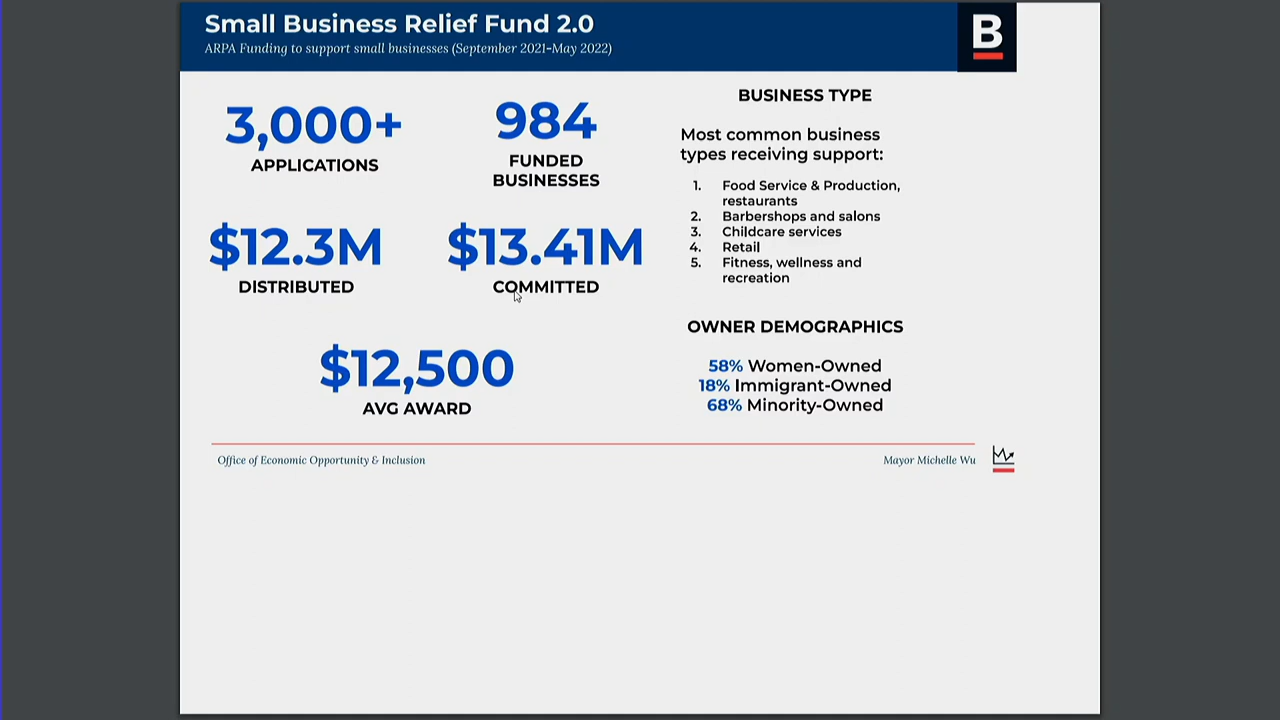 Small Business Relief Fund 2.0
ARPA Funding to support small businesses (September 2021-May 2022)
B
3,000+
APPLICATIONS
984
FUNDED
BUSINESSES
$12.3M
DISTRIBUTED
$13.41M
COMMITTED
$12,500
AVG AWARD
BUSINESS TYPE
Most common business
types receiving support:
1. Food Service & Production,
restaurants
2. Barbershops and salons
3. Childcare services
4. Retail
5. Fitness, wellness and
recreation
OWNER DEMOGRAPHICS
58% Women-Owned
18% Immigrant-Owned
68% Minority-Owned
Office of Economic Opportunity & Inclusion
Mayor Michelle Wu